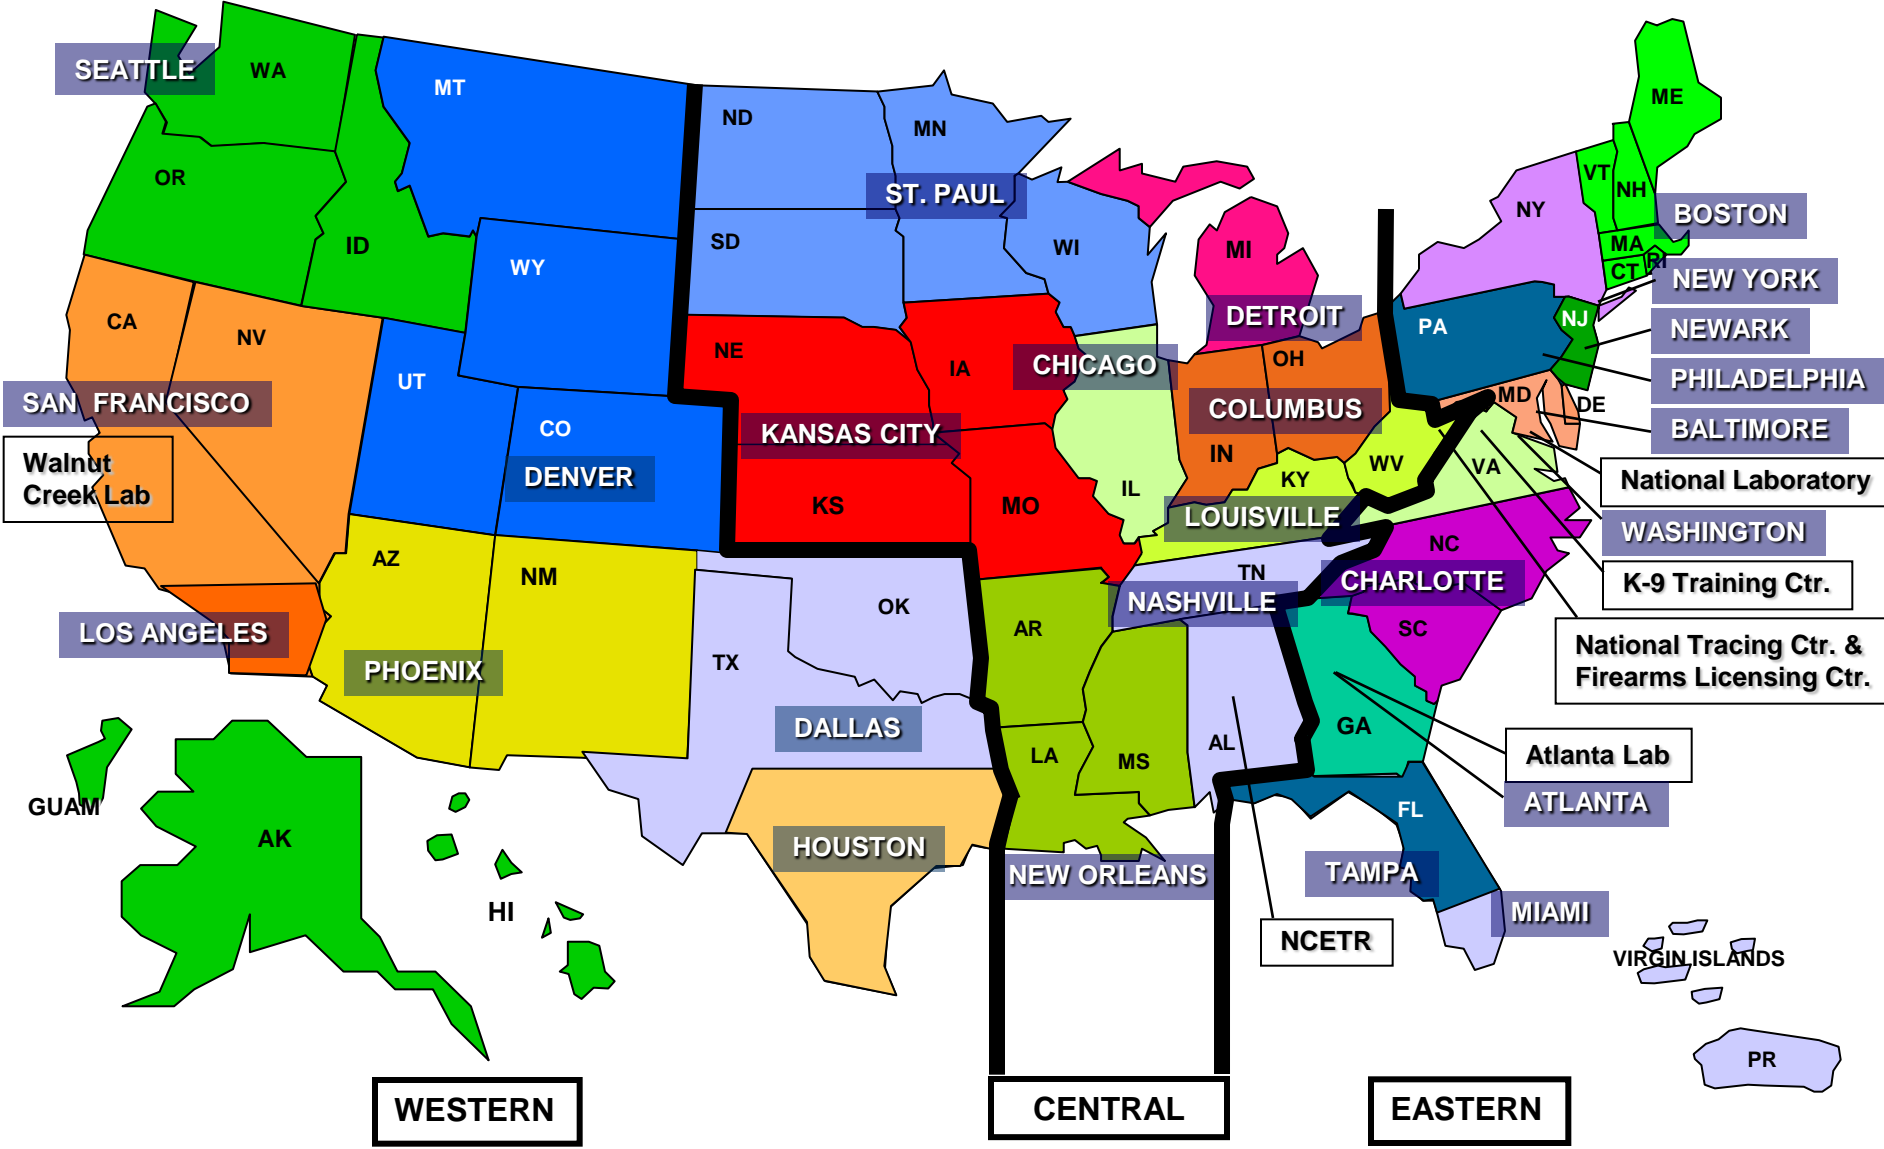 SEATTLE
WA
MT
ND
MN
ME
OR
ID
WY
SD
ST. PAUL
WI
MI
NY
VT
NH
BOSTON
MA
CT
RI
NEW YORK
CA
NV
UT
NE
IA
CHICAGO
DETROIT
OH
PA
NJ
NEWARK
PHILADELPHIA
SAN FRANCISCO
CO
DENVER
KANSAS CITY
COLUMBUS
MD
DE
BALTIMORE
Walnut
Creek Lab
KS
MO
IL
IN
KY
WV
VA
National Laboratory
LOUISVILLE
WASHINGTON
AZ
NM
OK
TN
NC
CHARLOTTE
K-9 Training Ctr.
LOS ANGELES
PHOENIX
TX
AR
NASHVILLE
SC
National Tracing Ctr. &
Firearms Licensing Ctr.
DALLAS
LA
MS
AL
GA
Atlanta Lab
ATLANTA
GUAM
AK
HI
HOUSTON
NEW ORLEANS
FL
TAMPA
MIAMI
NCETR
VIRGIN ISLANDS
PR
WESTERN
CENTRAL
EASTERN